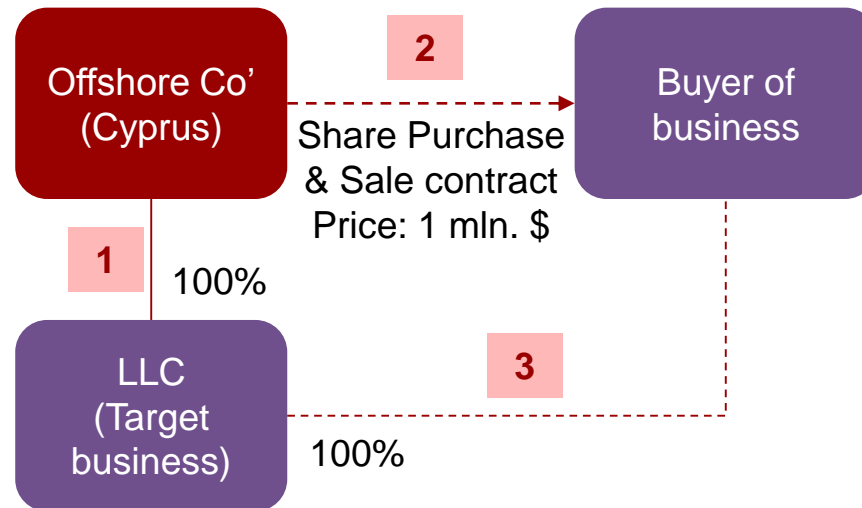 Offshore Co’
(Cyprus)
2
Buyer of
business
Share Purchase
& Sale contract
Price: 1 mln. $
1
100%
LLC
(Target
business)
3
100%